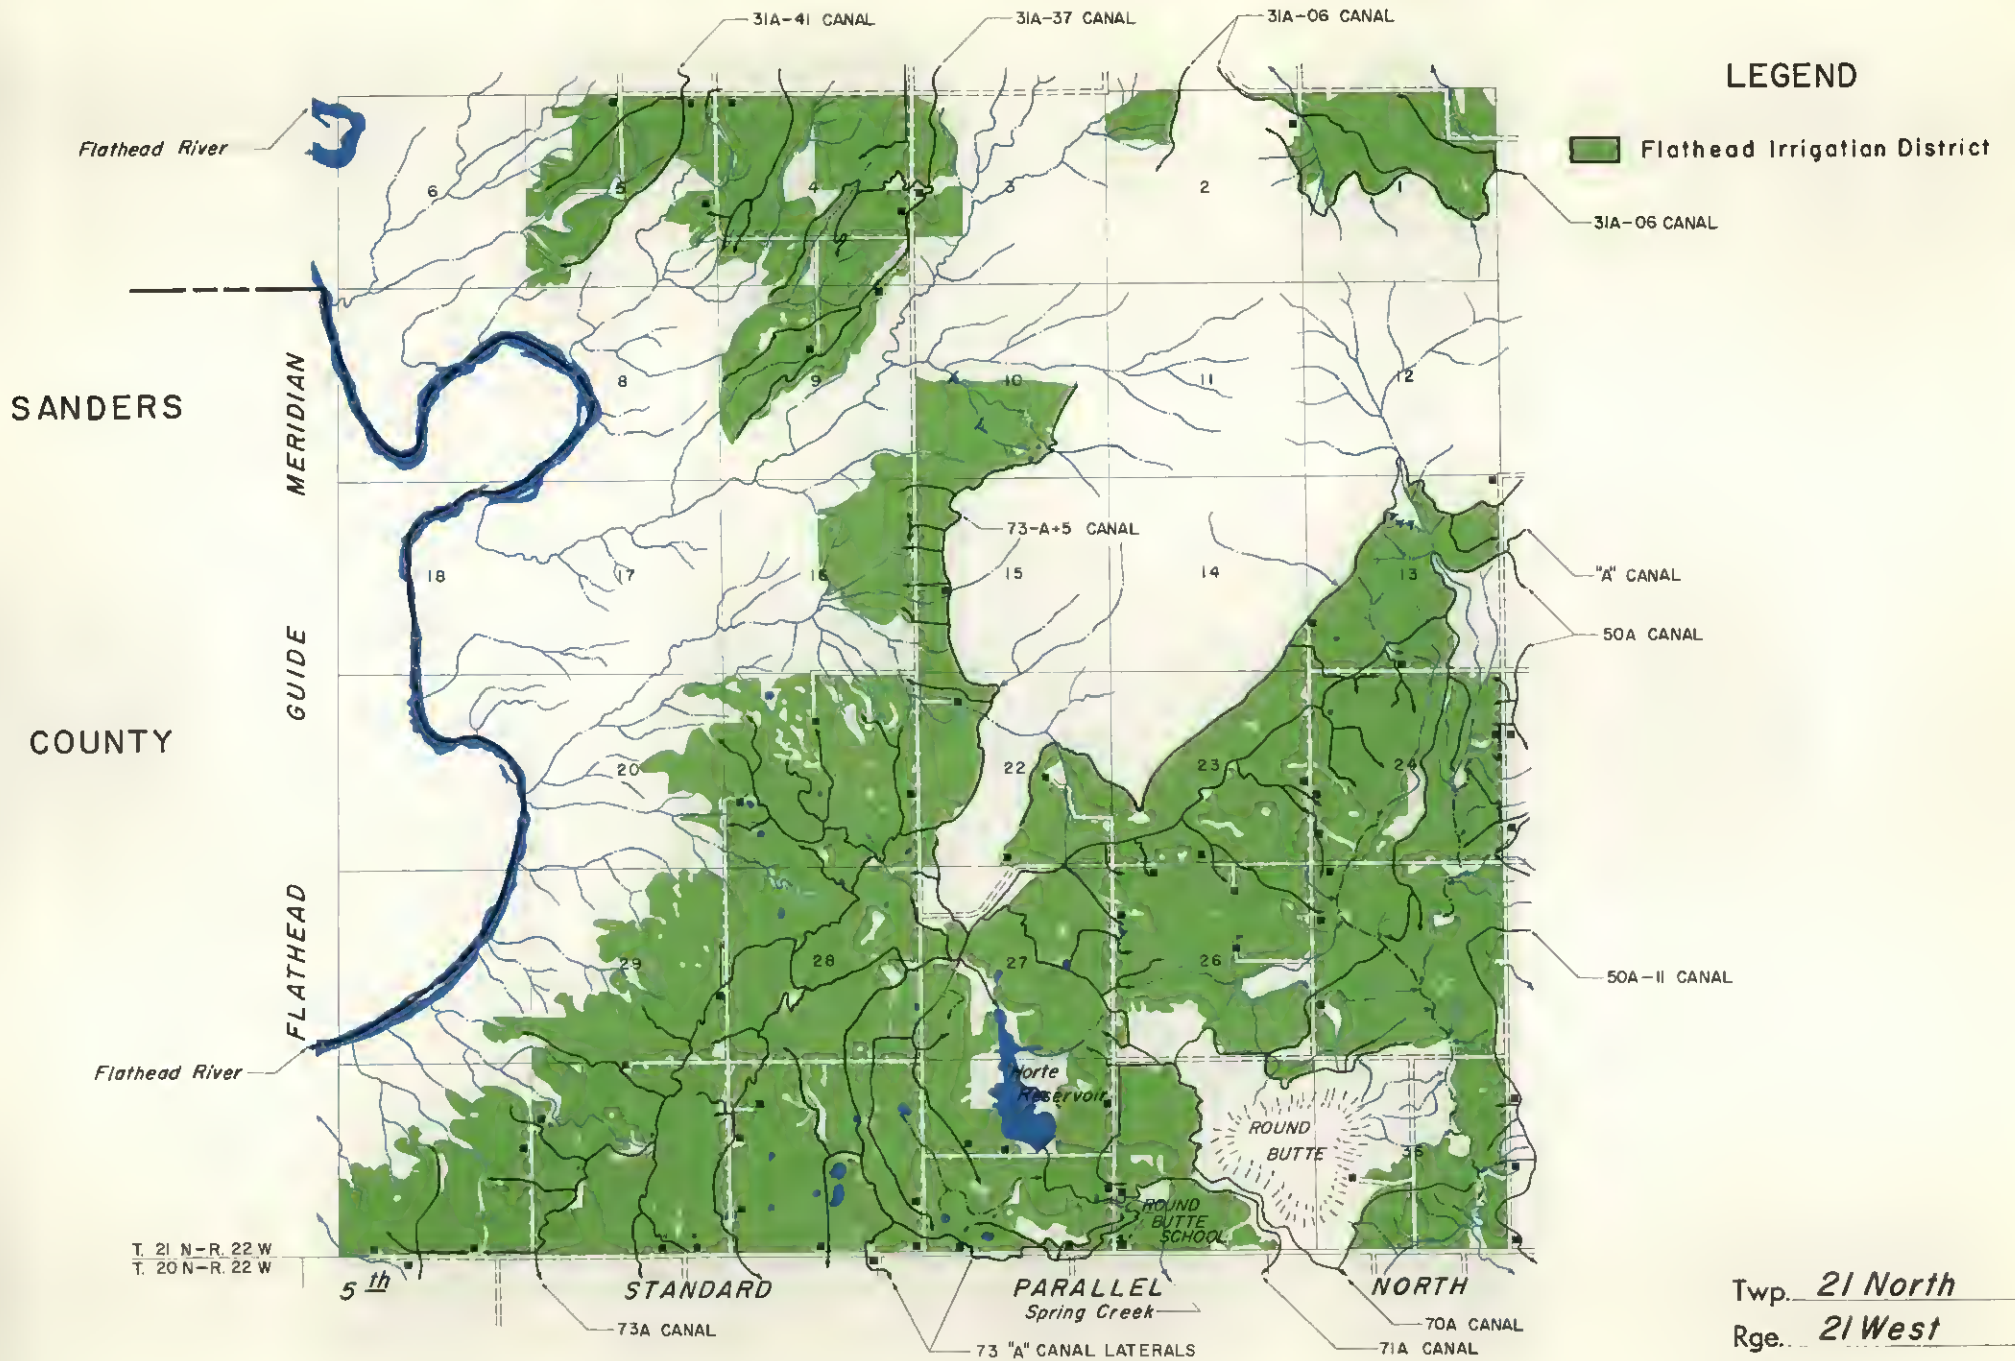 31A-41 CANAL
31A-37 CANAL
31A-06 CANAL
LEGEND
Flathead River
Flathead Irrigation District
6
5
4
3
2
1
31A-06 CANAL
SANDERS
MERIDIAN
8
9
10
11
12
73-A+5 CANAL
18
17
16
15
14
13
"A" CANAL
50A CANAL
GUIDE
COUNTY
20
22
23
24
FLATHEAD
29
28
27
26
50A-11 CANAL
Flathead River
Horte
Reservoir
ROUND
BUTTE
ROUND
BUTTE
SCHOOL
T. 21 N-R. 22 W
T. 20 N-R. 22 W
5th STANDARD PARALLEL NORTH
Spring Creek
73A CANAL
73 "A" CANAL LATERALS
70A CANAL
71A CANAL
Twp. 21 North
Rge. 21 West